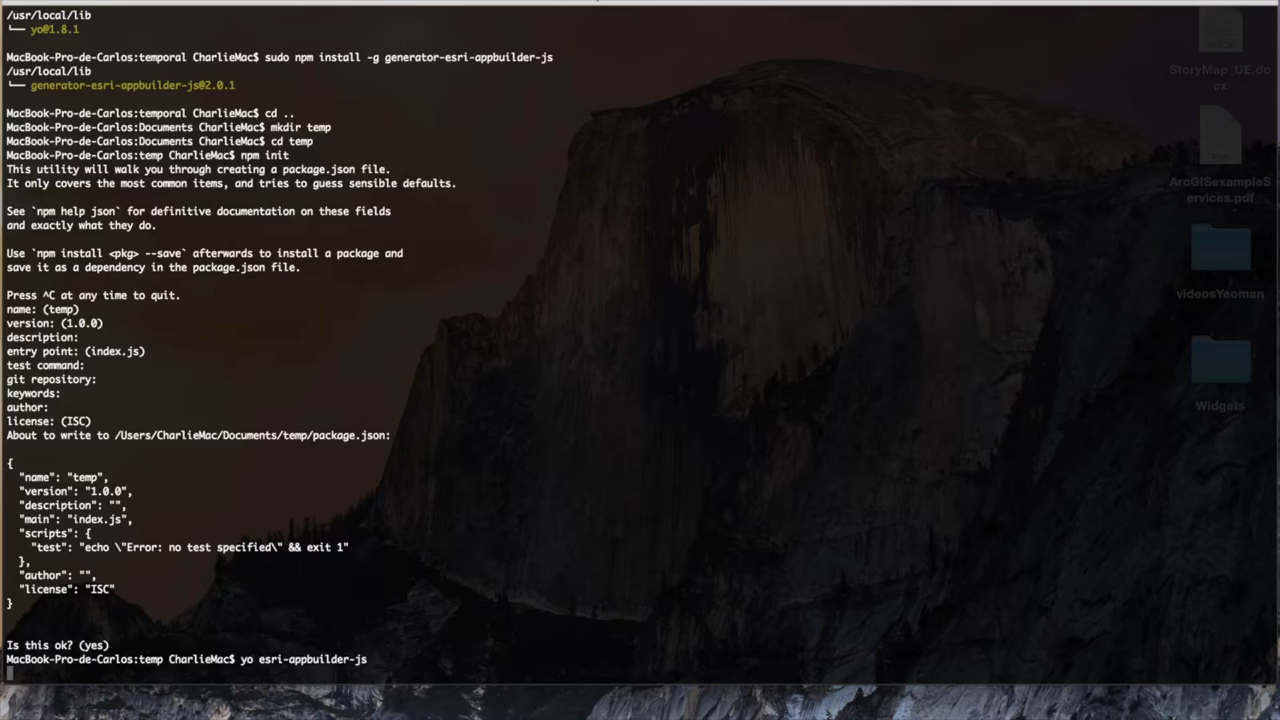 /usr/local/lib
└── yo@1.8.1
MacBook-Pro-de-Carlos:temporal CharlieMac$ sudo npm install -g generator-esri-appbuilder-js
/usr/local/lib
└── generator-esri-appbuilder-js@2.0.1
MacBook-Pro-de-Carlos:temporal CharlieMac$ cd ..
MacBook-Pro-de-Carlos:Documents CharlieMac$ mkdir temp
MacBook-Pro-de-Carlos:Documents CharlieMac$ cd temp
MacBook-Pro-de-Carlos:temp CharlieMac$ npm init
This utility will walk you through creating a package.json file.
It only covers the most common items, and tries to guess sensible defaults.
See `npm help json` for definitive documentation on these fields
and exactly what they do.
Use `npm install <pkg> --save` afterwards to install a package and
save it as a dependency in the package.json file.
Press ^C at any time to quit.
name: (temp)
version: (1.0.0)
description:
entry point: (index.js)
test command:
git repository:
keywords:
author:
license: (ISC)
About to write to /Users/CharlieMac/Documents/temp/package.json:
{
"name": "temp",
"version": "1.0.0",
"description": "",
"main": "index.js",
"scripts": {
"test": "echo \"Error: no test specified\" && exit 1"
},
"author": "",
"license": "ISC"
}
Is this ok? (yes)
MacBook-Pro-de-Carlos:temp CharlieMac$ yo esri-appbuilder-js
StoryMap_UE.do
cx
ArcGISexampleS
ervices.pdf
videosYeoman
Widgets